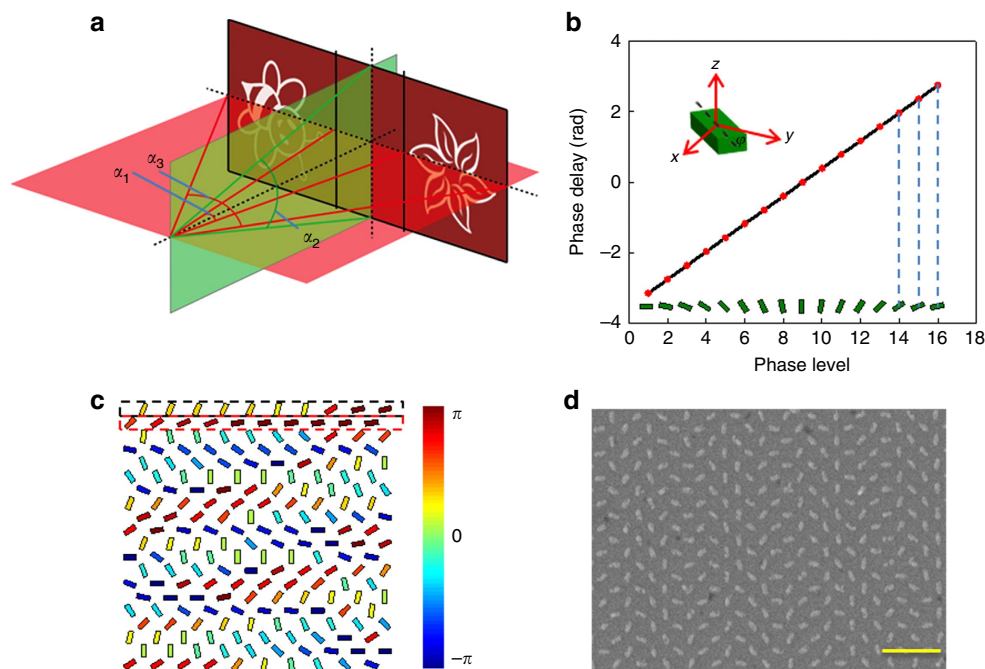 a
α3
α1
α2
b
4
2
0
−2
−4
z
y
x
φ
0 2 4 6 8 10 12 14 16 18
Phase delay (rad)
Phase level
c
π
0
−π
d